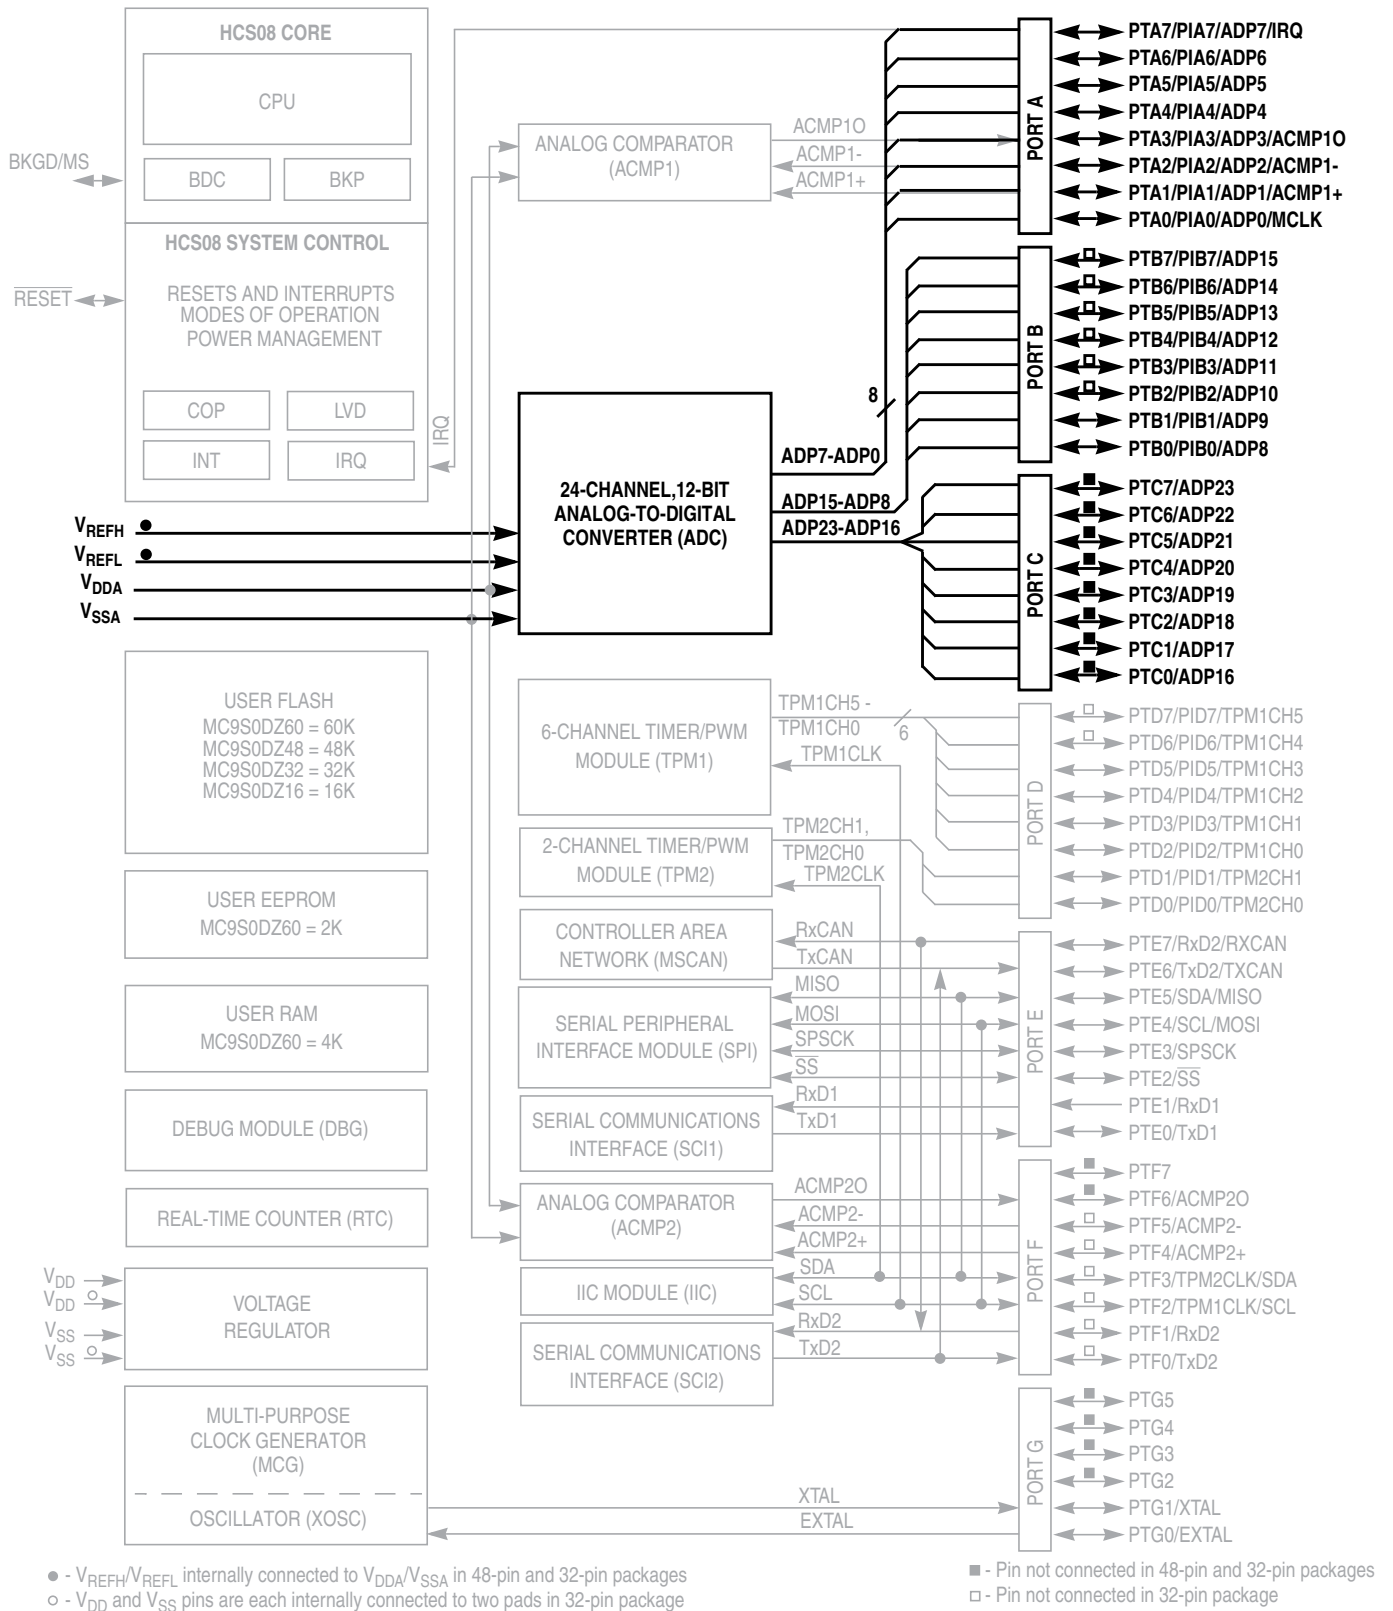 HCS08 CORE
CPU
BDC
BKP
BKGD/MS
HCS08 SYSTEM CONTROL
RESETS AND INTERRUPTS
MODES OF OPERATION
POWER MANAGEMENT
RESET
COP
LVD
INT
IRQ
IRQ
VREFH
VREFL
VDDA
VSSA
USER FLASH
MC9S0DZ60 = 60K
MC9S0DZ48 = 48K
MC9S0DZ32 = 32K
MC9S0DZ16 = 16K
USER EEPROM
MC9S0DZ60 = 2K
USER RAM
MC9S0DZ60 = 4K
DEBUG MODULE (DBG)
REAL-TIME COUNTER (RTC)
VDD
VDD
VSS
VSS
VOLTAGE
REGULATOR
MULTI-PURPOSE
CLOCK GENERATOR
(MCG)
OSCILLATOR (XOSC)
ANALOG COMPARATOR
(ACMP1)
ACMP1O
ACMP1-
ACMP1+
24-CHANNEL,12-BIT
ANALOG-TO-DIGITAL
CONVERTER (ADC)
8
ADP7-ADP0
ADP15-ADP8
ADP23-ADP16
6-CHANNEL TIMER/PWM
MODULE (TPM1)
TPM1CH5 -
TPM1CH0
6
TPM1CLK
2-CHANNEL TIMER/PWM
MODULE (TPM2)
TPM2CH1,
TPM2CH0
TPM2CLK
CONTROLLER AREA
NETWORK (MSCAN)
RxCAN
TxCAN
SERIAL PERIPHERAL
INTERFACE MODULE (SPI)
MISO
MOSI
SPSCK
SS
SERIAL COMMUNICATIONS
INTERFACE (SCI1)
RxD1
TxD1
ANALOG COMPARATOR
(ACMP2)
ACMP2O
ACMP2-
ACMP2+
IIC MODULE (IIC)
SDA
SCL
SERIAL COMMUNICATIONS
INTERFACE (SCI2)
RxD2
TxD2
XTAL
EXTAL
PORT A
PTA7/PIA7/ADP7/IRQ
PTA6/PIA6/ADP6
PTA5/PIA5/ADP5
PTA4/PIA4/ADP4
PTA3/PIA3/ADP3/ACMP1O
PTA2/PIA2/ADP2/ACMP1-
PTA1/PIA1/ADP1/ACMP1+
PTA0/PIA0/ADP0/MCLK
PORT B
PTB7/PIB7/ADP15
PTB6/PIB6/ADP14
PTB5/PIB5/ADP13
PTB4/PIB4/ADP12
PTB3/PIB3/ADP11
PTB2/PIB2/ADP10
PTB1/PIB1/ADP9
PTB0/PIB0/ADP8
PORT C
PTC7/ADP23
PTC6/ADP22
PTC5/ADP21
PTC4/ADP20
PTC3/ADP19
PTC2/ADP18
PTC1/ADP17
PTC0/ADP16
PORT D
PTD7/PID7/TPM1CH5
PTD6/PID6/TPM1CH4
PTD5/PID5/TPM1CH3
PTD4/PID4/TPM1CH2
PTD3/PID3/TPM1CH1
PTD2/PID2/TPM1CH0
PTD1/PID1/TPM2CH1
PTD0/PID0/TPM2CH0
PORT E
PTE7/RxD2/RXCAN
PTE6/TxD2/TXCAN
PTE5/SDA/MISO
PTE4/SCL/MOSI
PTE3/SPSCK
PTE2/SS
PTE1/RxD1
PTE0/TxD1
PORT F
PTF7
PTF6/ACMP2O
PTF5/ACMP2-
PTF4/ACMP2+
PTF3/TPM2CLK/SDA
PTF2/TPM1CLK/SCL
PTF1/RxD2
PTF0/TxD2
PORT G
PTG5
PTG4
PTG3
PTG2
PTG1/XTAL
PTG0/EXTAL
● - VREFH/VREFL internally connected to VDDA/VSSA in 48-pin and 32-pin packages
○ - VDD and VSS pins are each internally connected to two pads in 32-pin package
■ - Pin not connected in 48-pin and 32-pin packages
□ - Pin not connected in 32-pin package